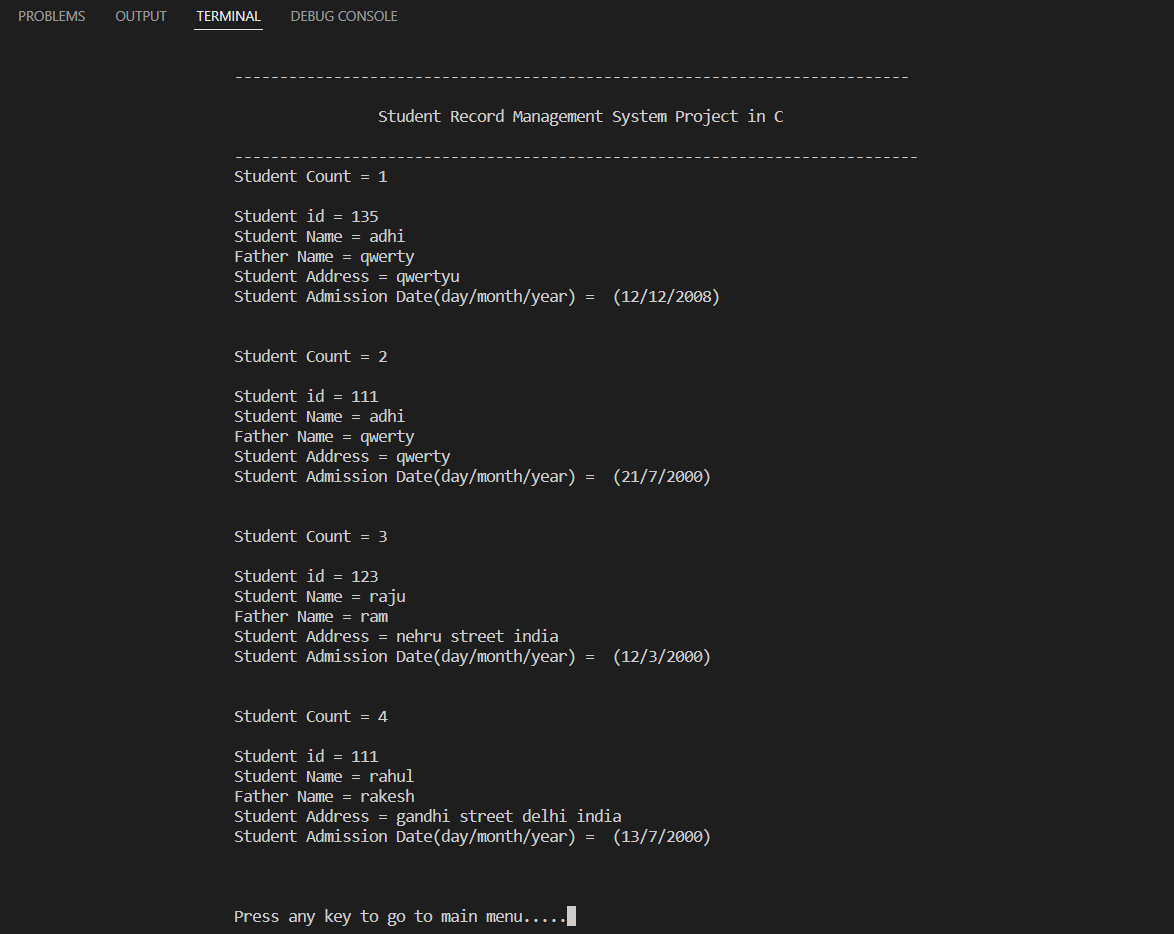 PROBLEMS OUTPUT TERMINAL DEBUG CONSOLE
---------------------------------------------------------------------------
Student Record Management System Project in C
----------------------------------------------------------------------------
Student Count = 1
Student id = 135
Student Name = adhi
Father Name = qwerty
Student Address = qwertyu
Student Admission Date(day/month/year) =  (12/12/2008)
Student Count = 2
Student id = 111
Student Name = adhi
Father Name = qwerty
Student Address = qwerty
Student Admission Date(day/month/year) =  (21/7/2000)
Student Count = 3
Student id = 123
Student Name = raju
Father Name = ram
Student Address = nehru street india
Student Admission Date(day/month/year) =  (12/3/2000)
Student Count = 4
Student id = 111
Student Name = rahul
Father Name = rakesh
Student Address = gandhi street delhi india
Student Admission Date(day/month/year) =  (13/7/2000)
Press any key to go to main menu.....